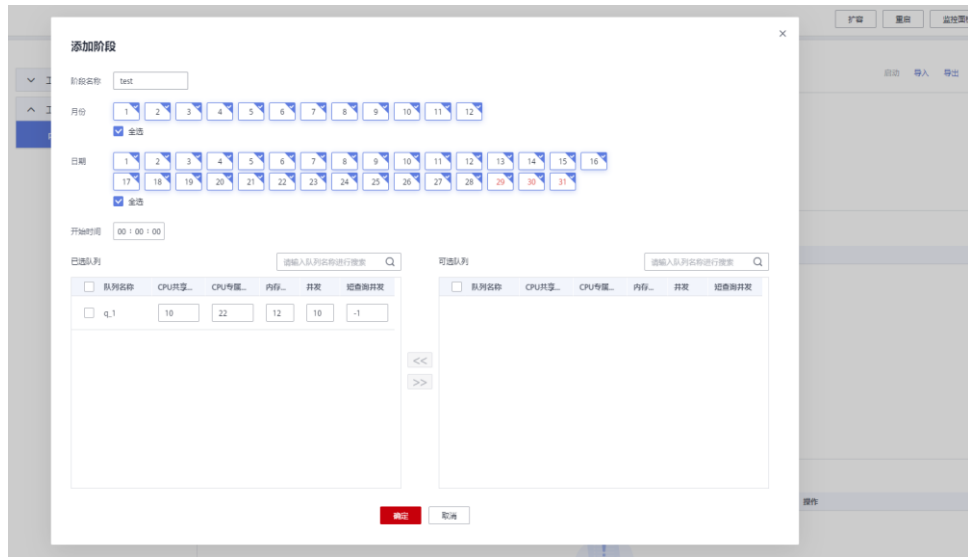 扩容 重启 监控面
×
添加阶段
启动 导入 导出
阶段名称 test
月份 1 2 3 4 5 6 7 8 9 10 11 12
全选
日期 1 2 3 4 5 6 7 8 9 10 11 12 13 14 15 16
17 18 19 20 21 22 23 24 25 26 27 28 29 30 31
全选
开始时间 00 : 00 : 00
已选队列 请输入队列名称进行搜索 可选队列 请输入队列名称进行搜索
队列名称 CPU共享... CPU专属... 内存... 并发 短查询并发 队列名称 CPU共享... CPU专属... 内存... 并发 短查询并发
q_1 10 22 12 10 -1
<<
>>
操作
确定 取消